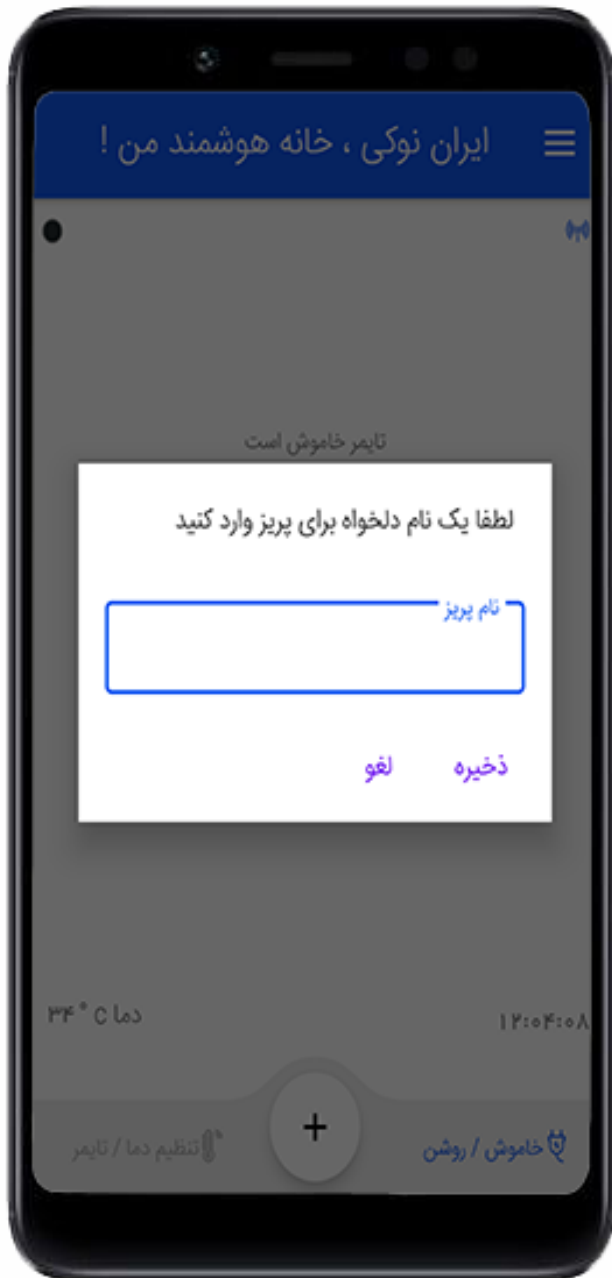 ایران نوکی ، خانه هوشمند من !
تایمر خاموش است
لطفا یک نام دلخواه برای پریز وارد کنید
نام پریز
ذخیره لغو
۱۲:۰۴:۰۸ دما ۳۴° C
خاموش / روشن + تنظیم دما / تایمر